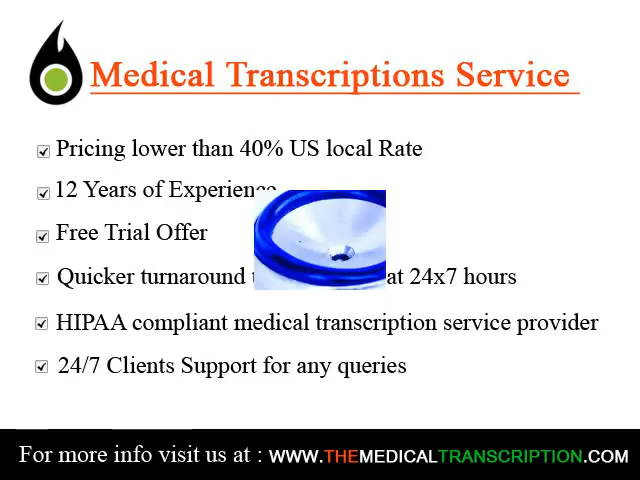 Medical Transcriptions Service
Pricing lower than 40% US local Rate
12 Years of Experience
Free Trial Offer
Quicker turnaround at 24x7 hours
HIPAA compliant medical transcription service provider
24/7 Clients Support for any queries
For more info visit us at : WWW.THEMEDICALTRANSCRIPTION.COM